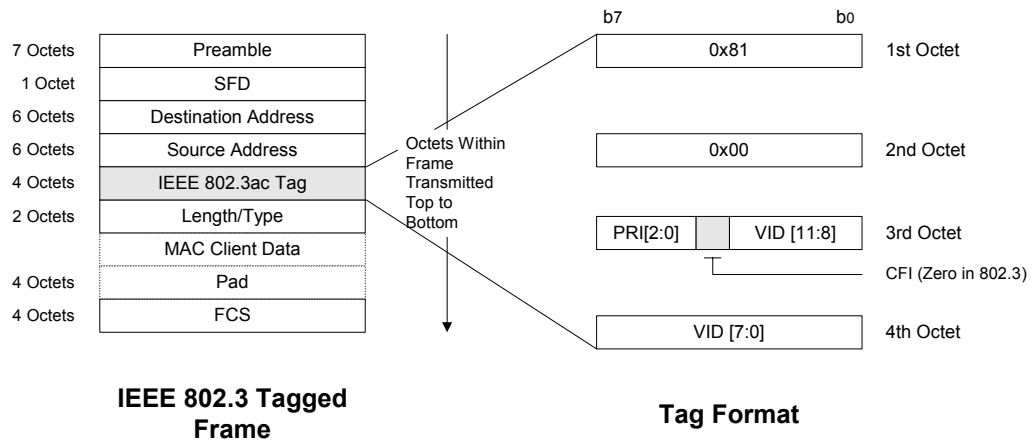 b7
b0
7 Octets
Preamble
0x81
1st Octet
1 Octet
SFD
6 Octets
Destination Address
6 Octets
Source Address
Octets Within
Frame
Transmitted
Top to
Bottom
0x00
2nd Octet
4 Octets
IEEE 802.3ac Tag
2 Octets
Length/Type
PRI[2:0]
VID [11:8]
3rd Octet
MAC Client Data
CFI (Zero in 802.3)
4 Octets
Pad
4 Octets
FCS
VID [7:0]
4th Octet
IEEE 802.3 Tagged
Frame
Tag Format